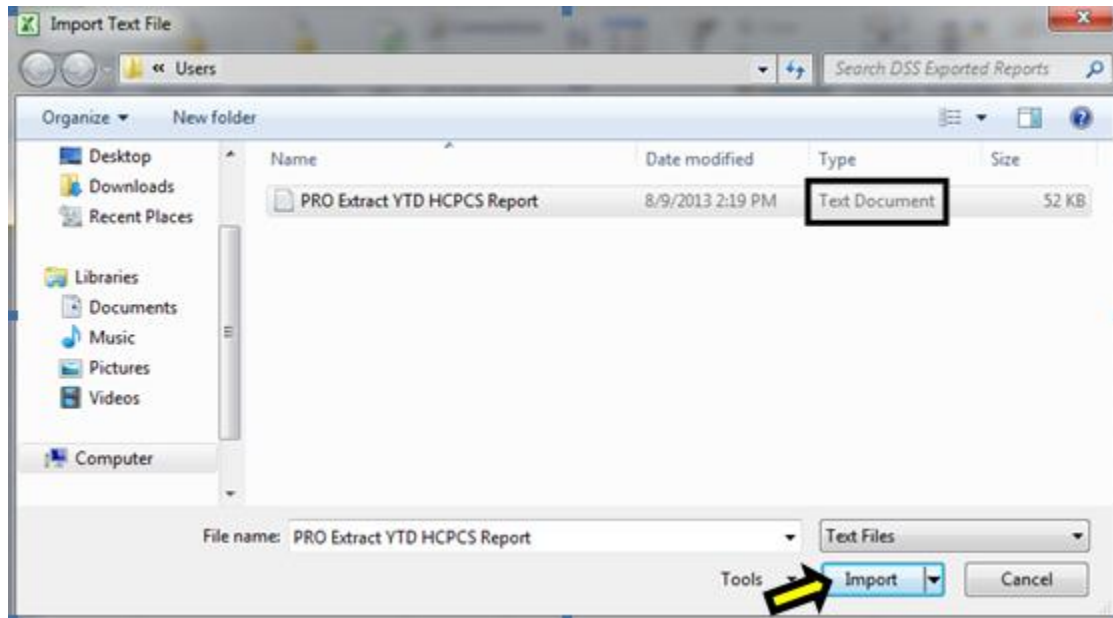 Import Text File
« Users
Search DSS Exported Reports
Organize
New folder
Name
Date modified
Type
Size
Desktop
Downloads
Recent Places
Libraries
Documents
Music
Pictures
Videos
Computer
PRO Extract YTD HCPCS Report
8/9/2013 2:19 PM
Text Document
52 KB
File name:
PRO Extract YTD HCPCS Report
Text Files
Tools
Import
Cancel